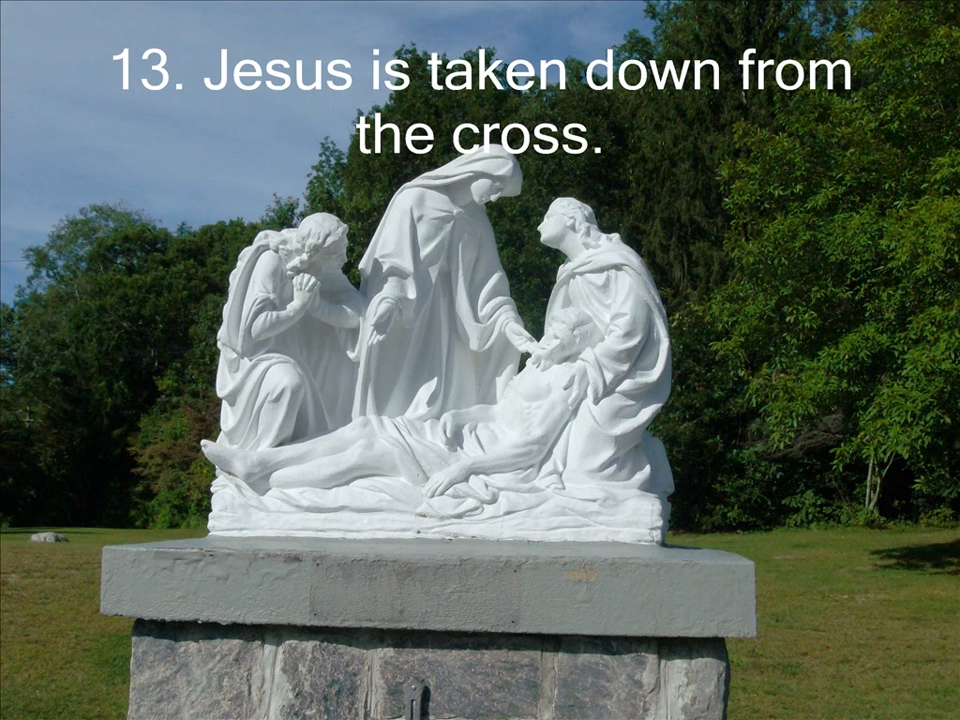 13. Jesus is taken down from
the cross.